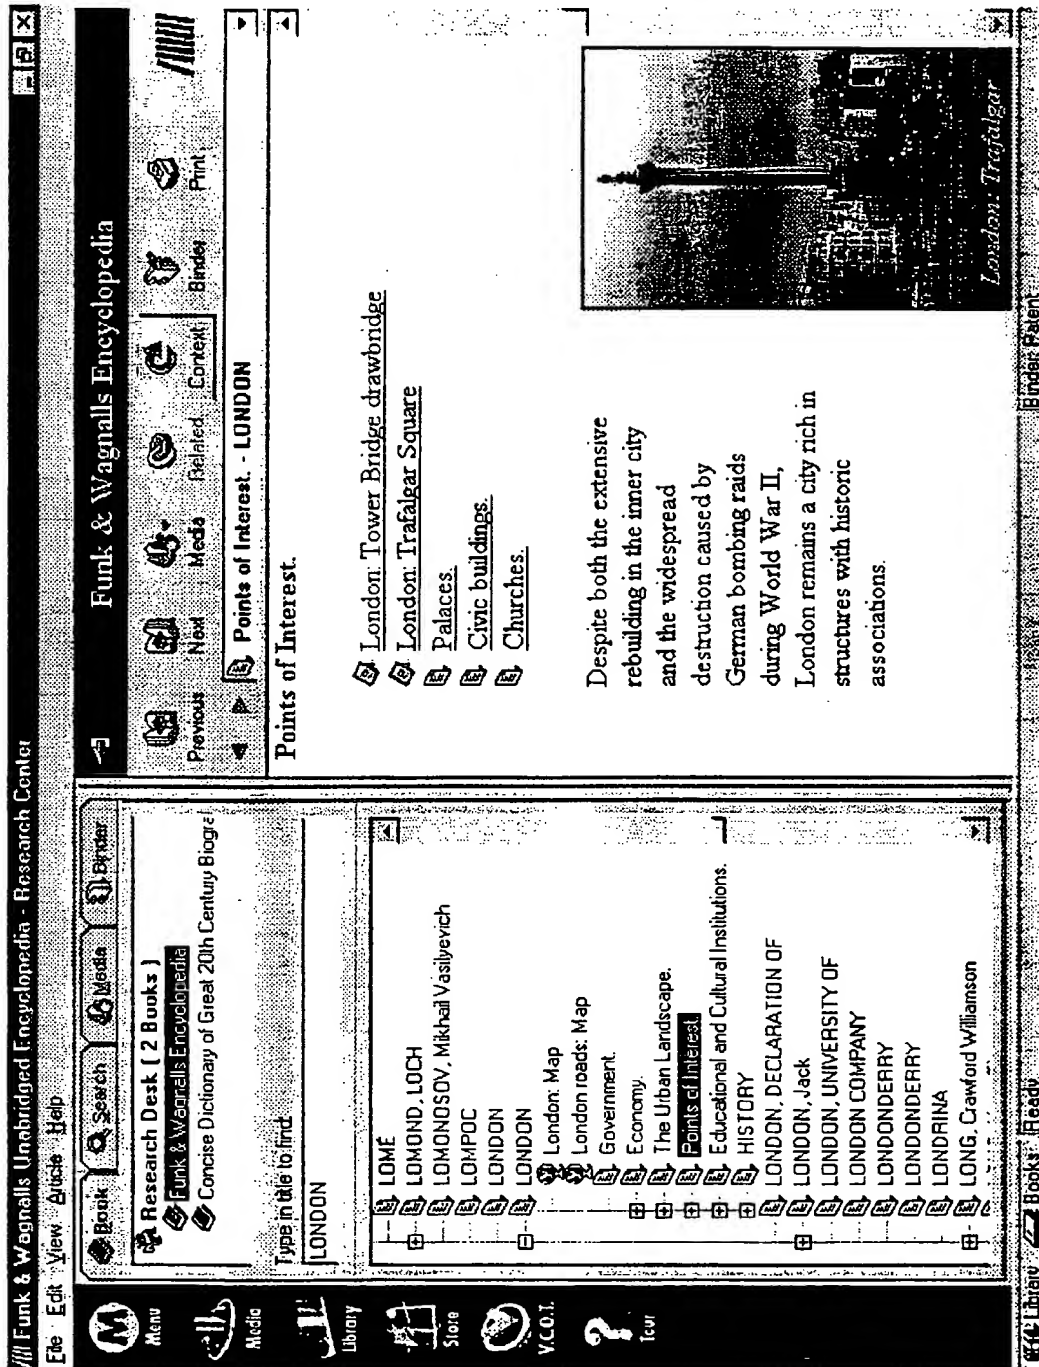 Funk & Wagnalls Unabridged Encyclopedia - Research Center
File Edit View Article Help
Menu
Media
Library
Store
V.C.O.T.
Tour
Book Search Media Binder
Research Desk ( 2 Books )
Funk & Wagnalls Encyclopedia
Concise Dictionary of Great 20th Century Biogra
Type in title to find:
LONDON
LOMÉ
LOMOND, LOCH
LOMONOSOV, Mikhail Vasilyevich
LOMPOC
LONDON
LONDON
London: Map
London roads: Map
Government.
Economy.
The Urban Landscape.
Points of Interest.
Educational and Cultural Institutions.
HISTORY
LONDON, DECLARATION OF
LONDON, Jack
LONDON, UNIVERSITY OF
LONDON COMPANY
LONDONDERRY
LONDONDERRY
LONDRINA
LONG, Crawford Williamson
Funk & Wagnalls Encyclopedia
Previous Next Media Related Context Binder Print
Points of Interest. - LONDON
Points of Interest.
London: Tower Bridge drawbridge
London: Trafalgar Square
Palaces.
Civic buildings.
Churches.
Despite both the extensive
rebuilding in the inner city
and the widespread
destruction caused by
German bombing raids
during World War II,
London remains a city rich in
structures with historic
associations.
London: Trafalgar
Library Books: Ready
Binder: Patent